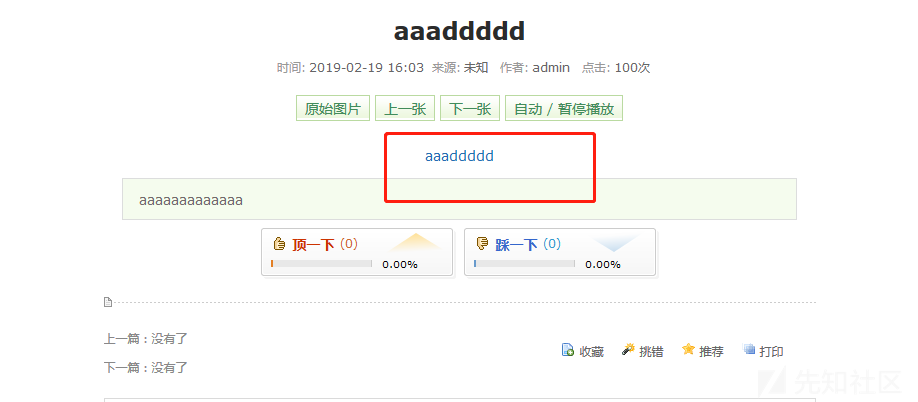 aaaddddd
时间: 2019-02-19 16:03 来源: 未知 作者: admin 点击: 100次
原始图片 上一张 下一张 自动 / 暂停播放
aaaddddd
aaaaaaaaaaaaa
顶一下 (0) 踩一下 (0)
0.00% 0.00%
上一篇：没有了
收藏 挑错 推荐 打印
下一篇：没有了
先知社区